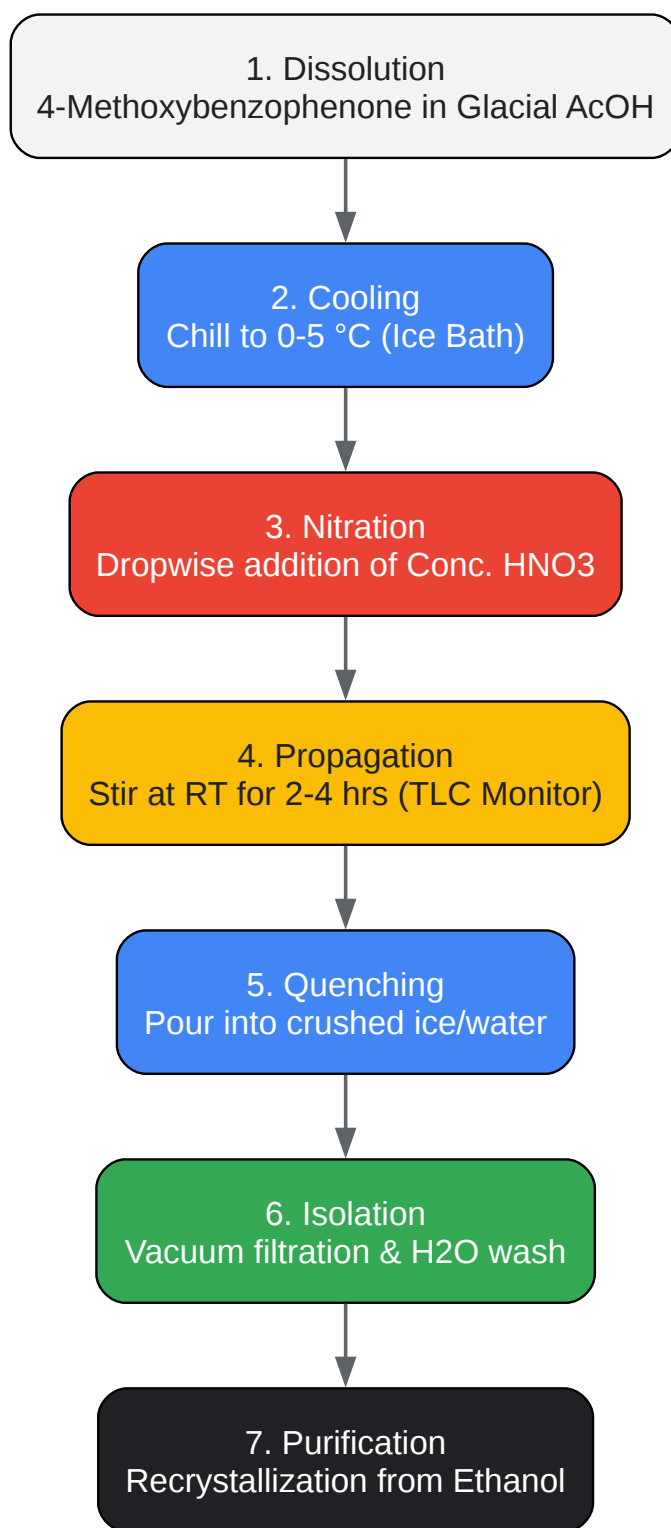 1. Dissolution
4-Methoxybenzophenone in Glacial AcOH
2. Cooling
Chill to 0-5 °C (Ice Bath)
3. Nitration
Dropwise addition of Conc. HNO3
4. Propagation
Stir at RT for 2-4 hrs (TLC Monitor)
5. Quenching
Pour into crushed ice/water
6. Isolation
Vacuum filtration & H2O wash
7. Purification
Recrystallization from Ethanol